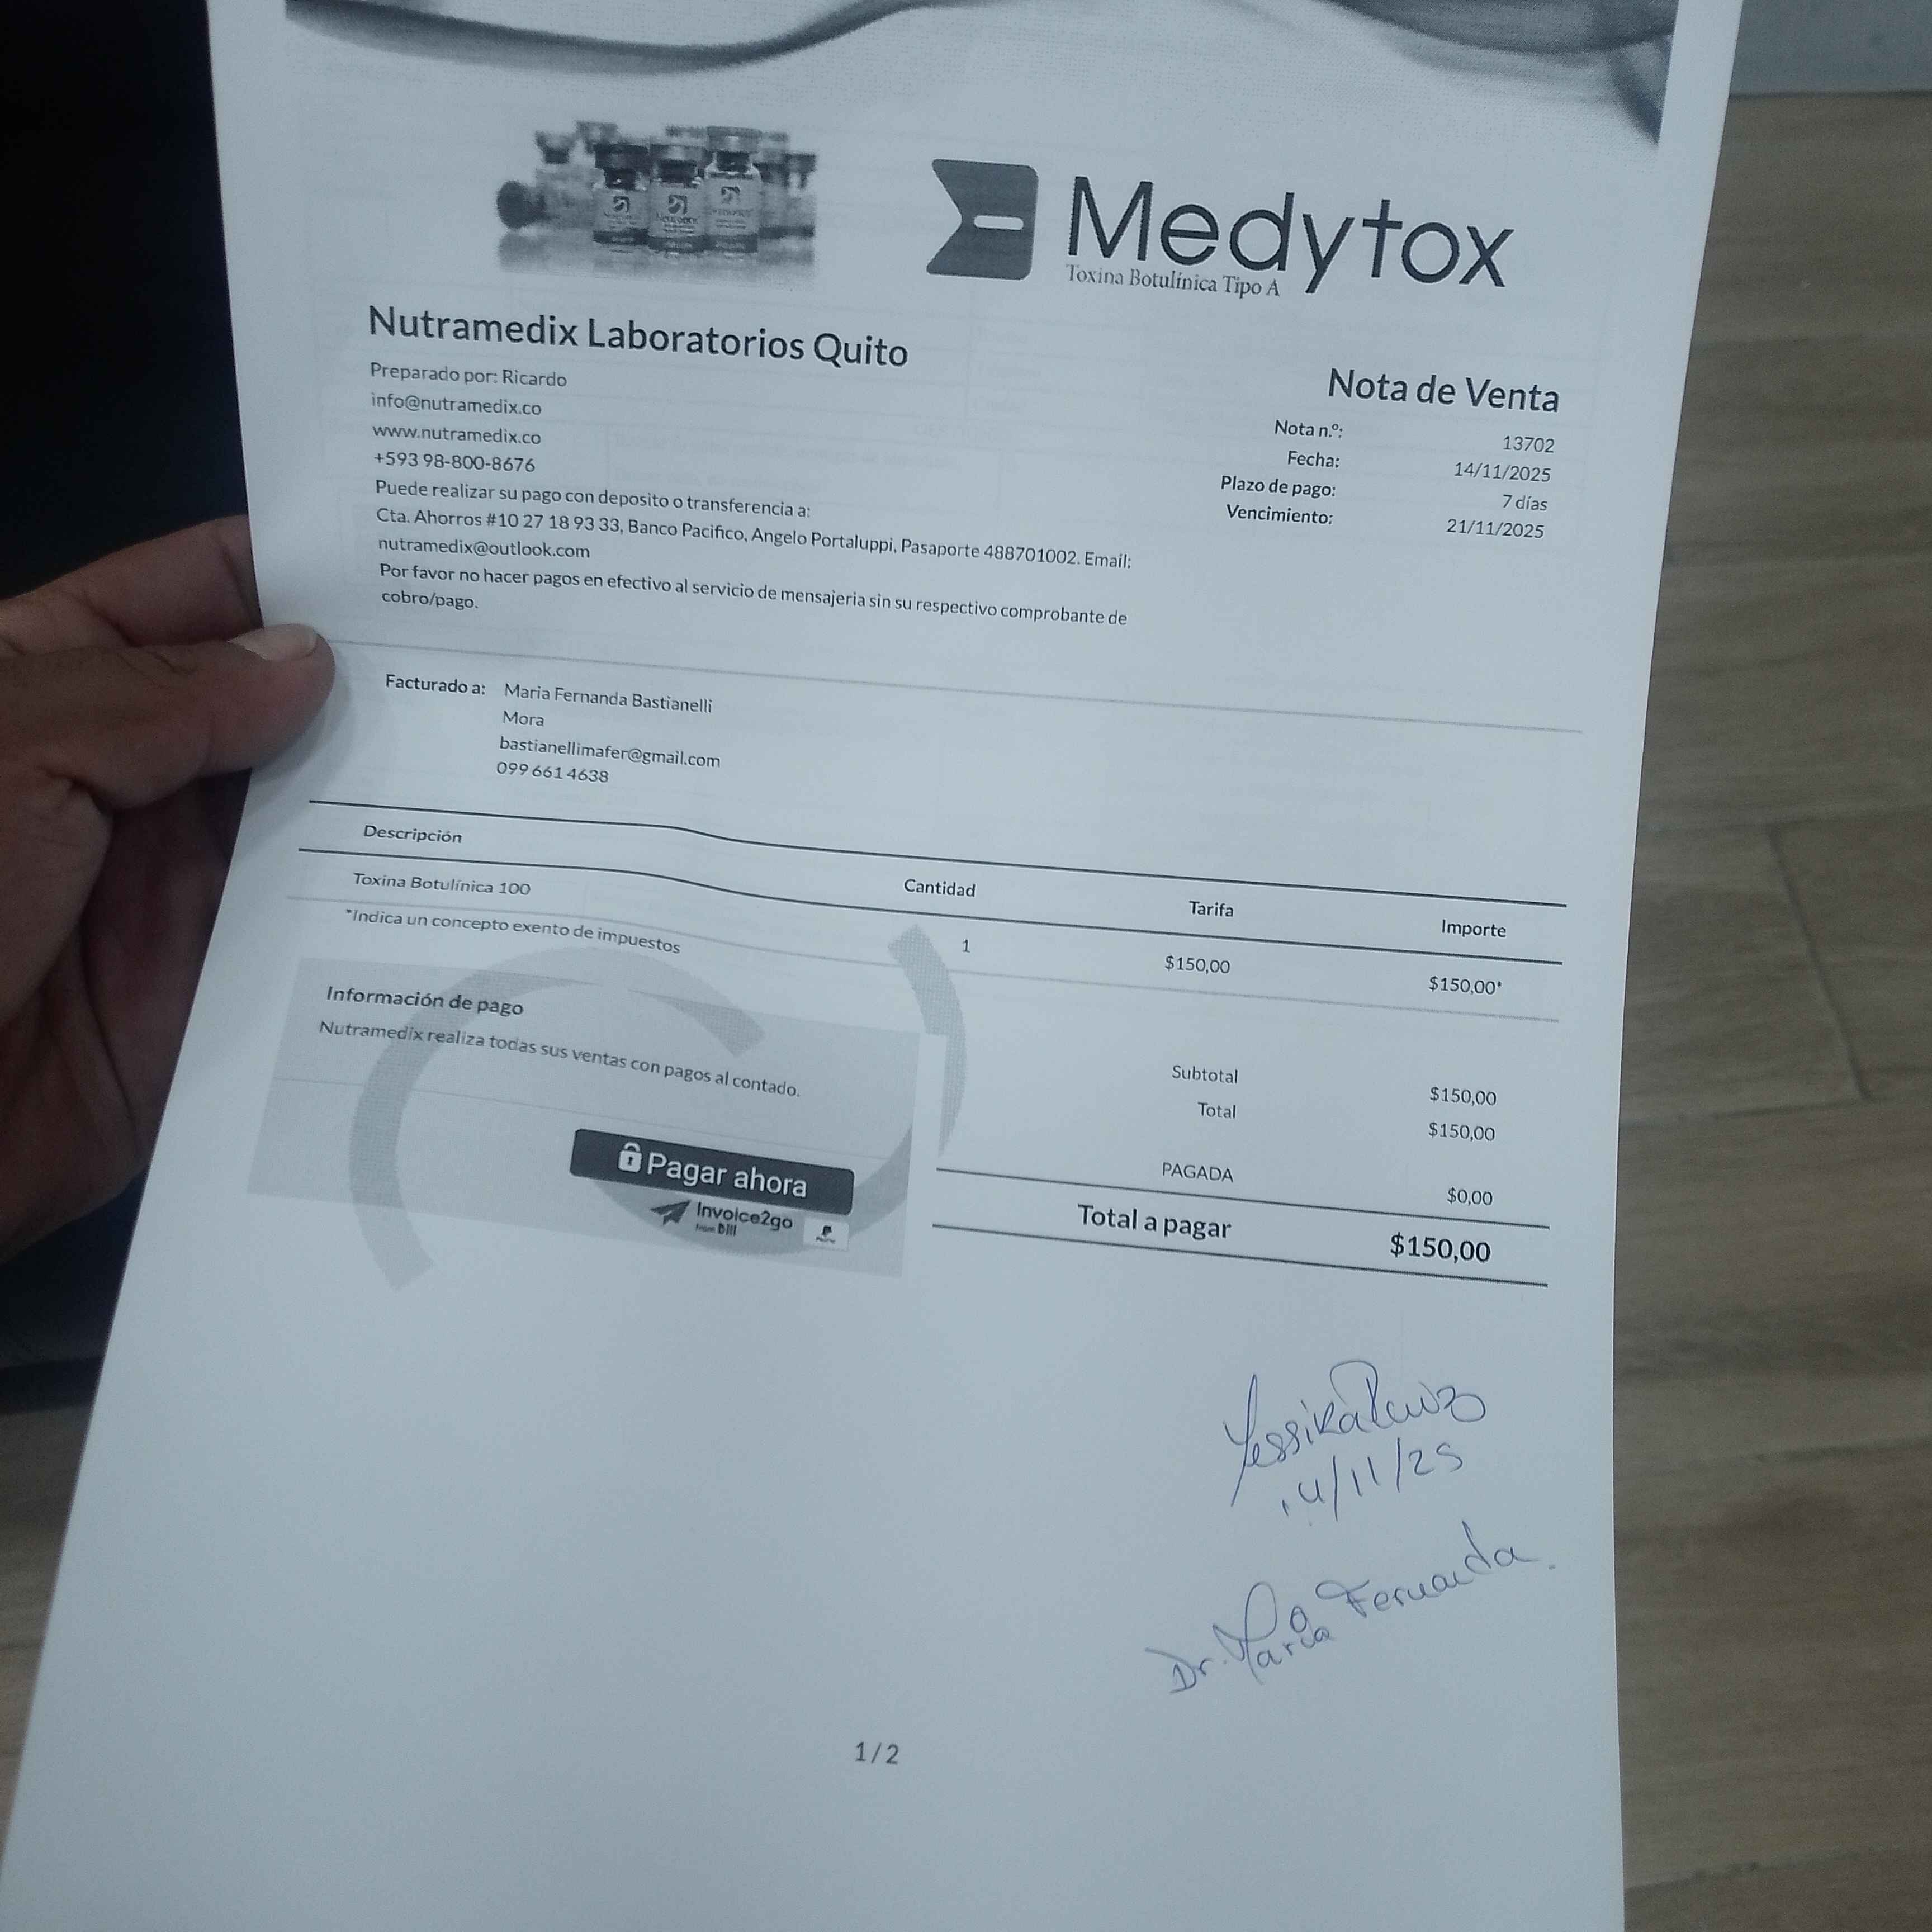 Medytox
Toxina Botulínica Tipo A
Nutramedix Laboratorios Quito
Preparado por: Ricardo
info@nutramedix.co
www.nutramedix.co
+593 98-800-8676
Puede realizar su pago con deposito o transferencia a:
Cta. Ahorros #10 27 18 93 33, Banco Pacifico, Angelo Portaluppi, Pasaporte 488701002. Email:
nutramedix@outlook.com
Por favor no hacer pagos en efectivo al servicio de mensajeria sin su respectivo comprobante de
cobro/pago.
Nota de Venta
Nota n.º: 13702
Fecha: 14/11/2025
Plazo de pago: 7 días
Vencimiento: 21/11/2025
Facturado a: Maria Fernanda Bastianelli
Mora
bastianellimafer@gmail.com
099 661 4638
Descripción Cantidad Tarifa Importe
Toxina Botulínica 100 1 $150,00 $150,00*
*Indica un concepto exento de impuestos
Información de pago
Nutramedix realiza todas sus ventas con pagos al contado.
Pagar ahora
Invoice2go
from Bill
Subtotal $150,00
Total $150,00
PAGADA $0,00
Total a pagar $150,00
Yessika Ruiz
14/11/25
Dr. María Fernanda.
1 / 2